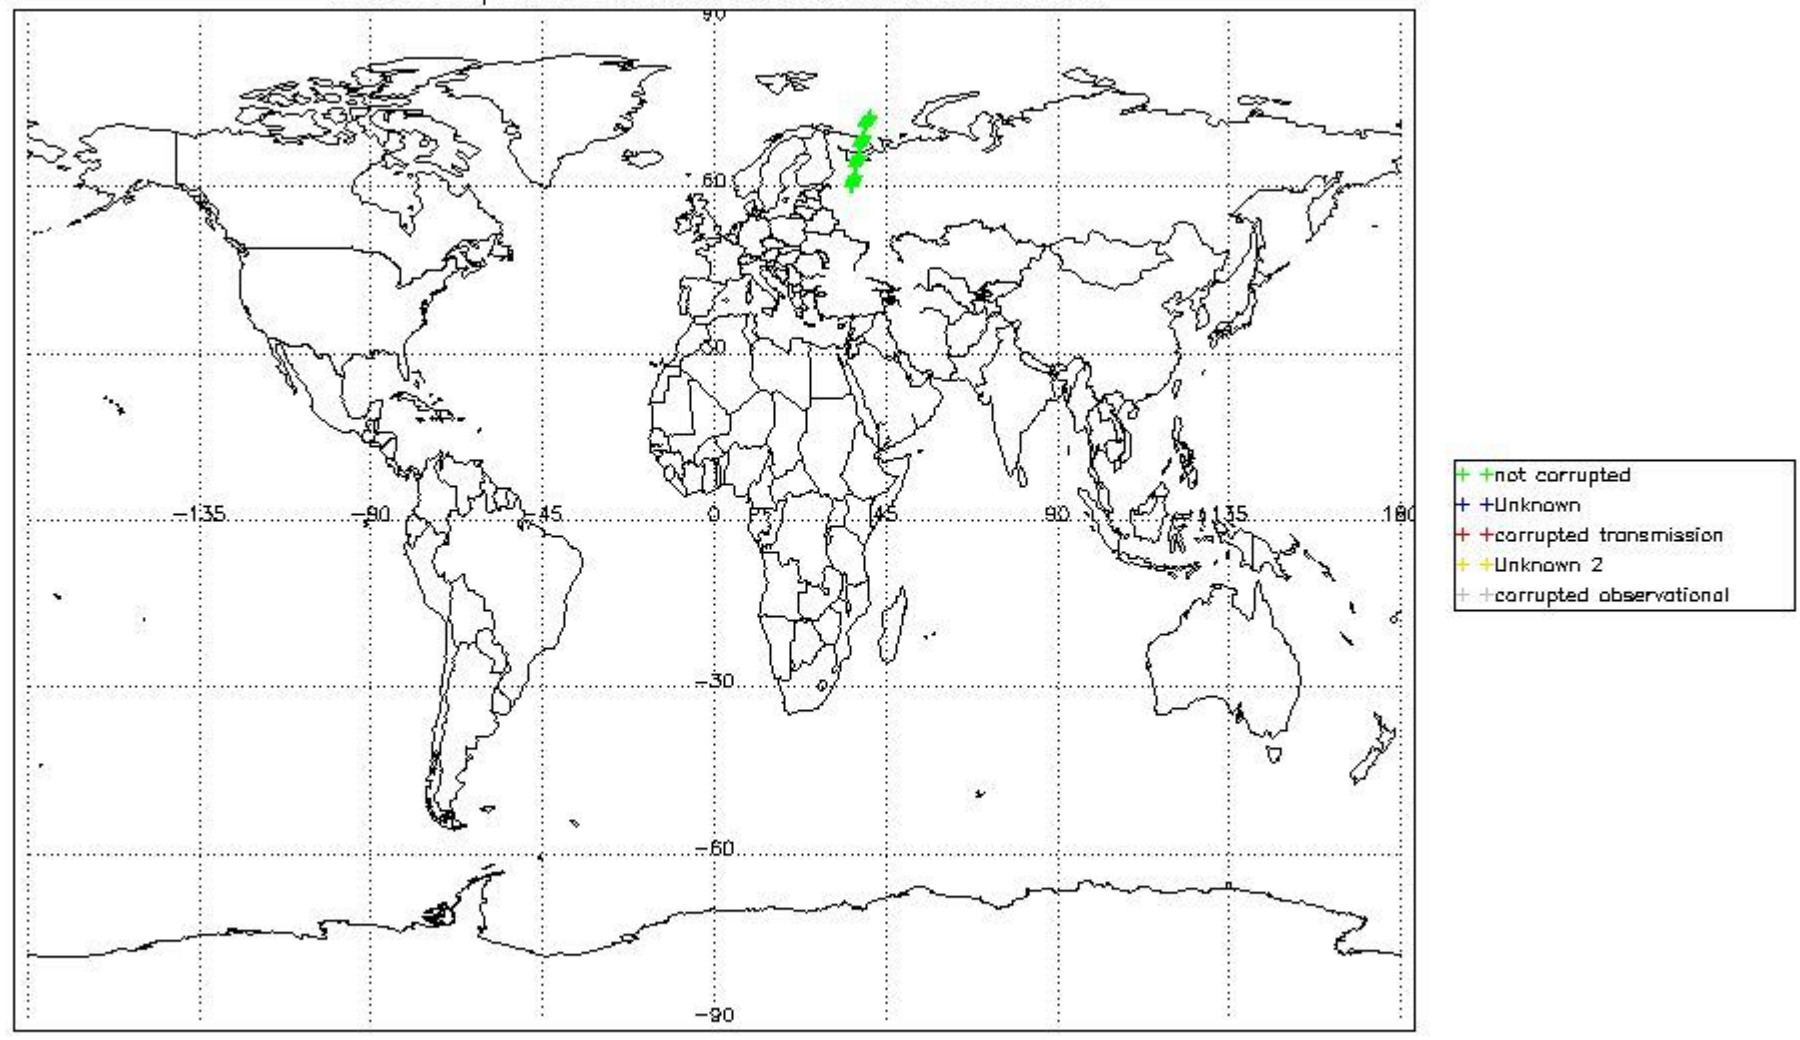 90
60
30
-135
-90
-45
0
45
90
135
180
-30
-60
-90
not corrupted
Unknown
corrupted transmission
Unknown 2
corrupted observational